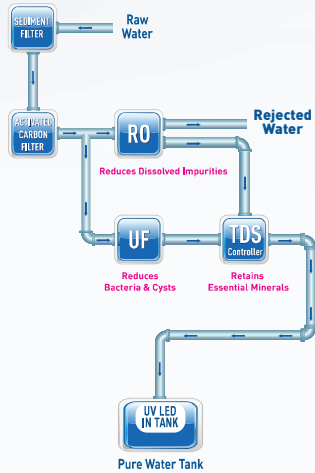 SEDIMENT
FILTER
Raw
Water
ACTIVATED
CARBON
FILTER
RO
Rejected
Water
Reduces Dissolved Impurities
UF
TDS
Controller
Reduces
Bacteria & Cysts
Retains
Essential Minerals
UV LED
IN TANK
Pure Water Tank